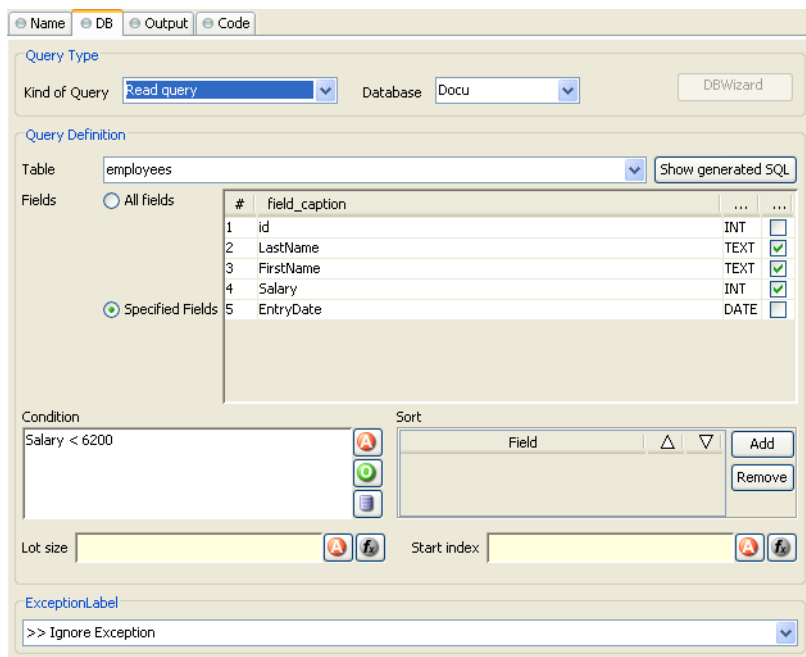 Name DB Output Code
Query Type
Kind of Query Read query Database Docu DBWizard
Query Definition
Table employees Show generated SQL
Fields All fields # field_caption ... ...
1 id INT
2 LastName TEXT
3 FirstName TEXT
4 Salary INT
Specified Fields 5 EntryDate DATE
Condition Sort
Salary < 6200 A Field Add
O Remove
Lot size A fx Start index A fx
ExceptionLabel
>> Ignore Exception